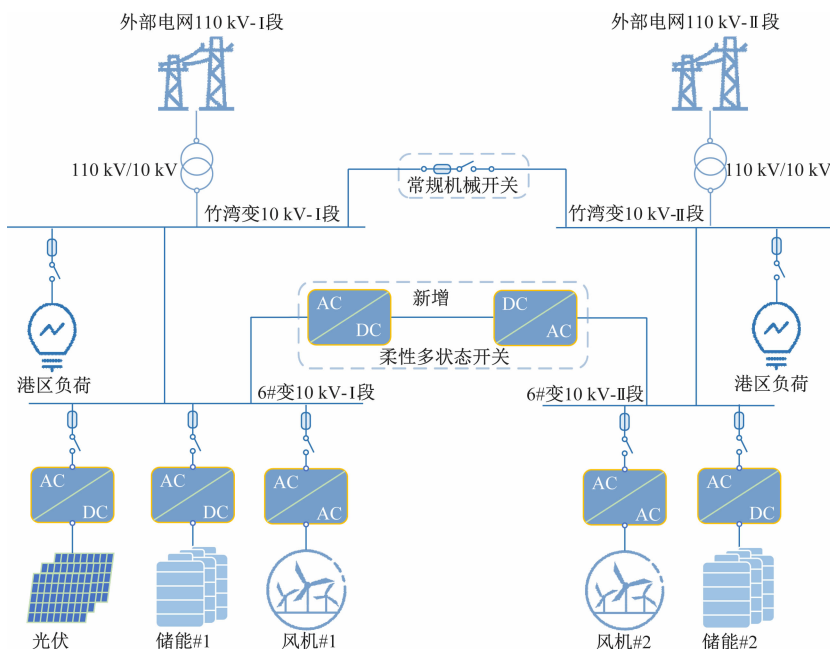 外部电网110 kV-Ⅰ段
外部电网110 kV-Ⅱ段
110 kV/10 kV
常规机械开关
110 kV/10 kV
竹湾变10 kV-Ⅰ段
竹湾变10 kV-Ⅱ段
AC
DC
新增
DC
AC
柔性多状态开关
港区负荷
港区负荷
6#变10 kV-Ⅰ段
6#变10 kV-Ⅱ段
AC
DC
AC
DC
AC
AC
AC
AC
AC
DC
光伏
储能#1
风机#1
风机#2
储能#2